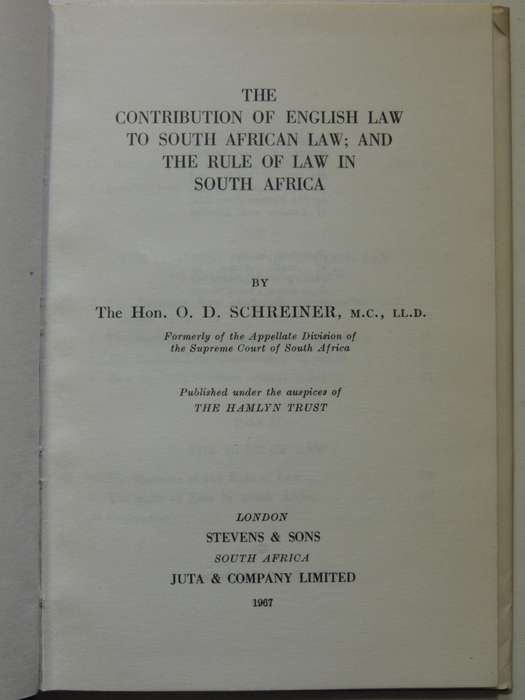 THE
CONTRIBUTION OF ENGLISH LAW
TO SOUTH AFRICAN LAW; AND
THE RULE OF LAW IN
SOUTH AFRICA
BY
The Hon. O. D. SCHREINER, M.C., LL.D.
Formerly of the Appellate Division of
the Supreme Court of South Africa
Published under the auspices of
THE HAMLYN TRUST
LONDON
STEVENS & SONS
SOUTH AFRICA
JUTA & COMPANY LIMITED
1967